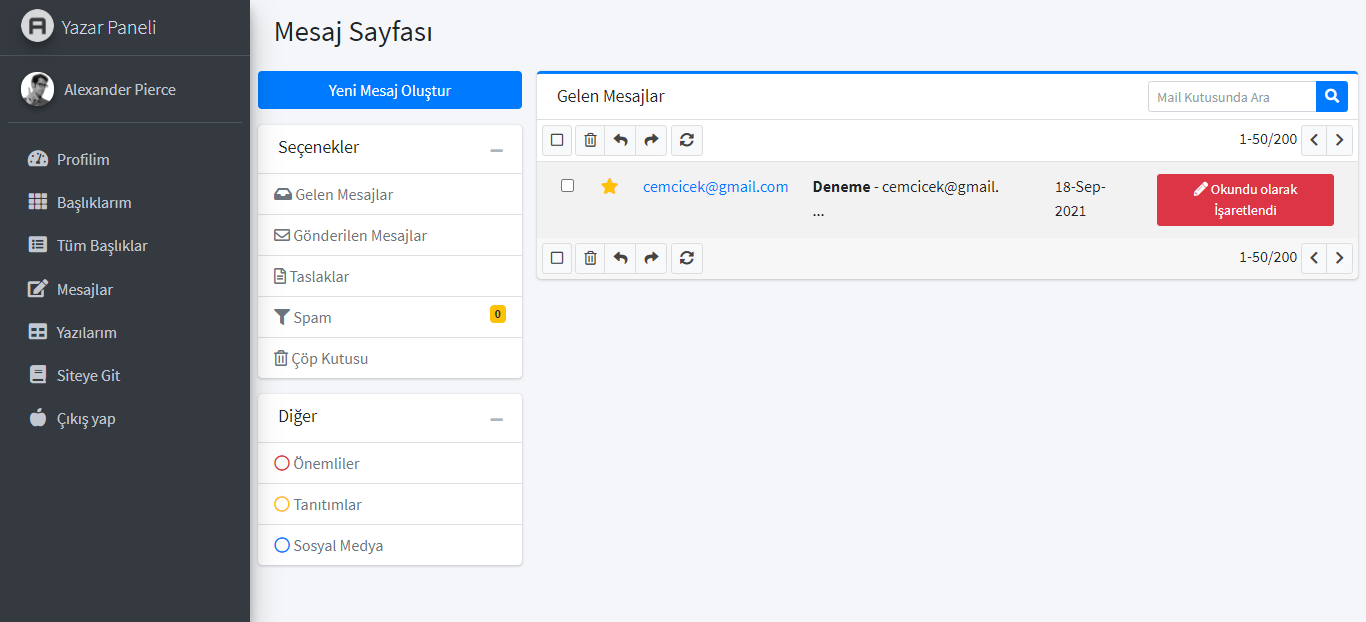 Yazar Paneli
Alexander Pierce
Profilim
Başlıklarım
Tüm Başlıklar
Mesajlar
Yazılarım
Siteye Git
Çıkış yap
Mesaj Sayfası
Yeni Mesaj Oluştur
Seçenekler
Gelen Mesajlar
Gönderilen Mesajlar
Taslaklar
Spam 0
Çöp Kutusu
Diğer
Önemliler
Tanıtımlar
Sosyal Medya
Gelen Mesajlar
Mail Kutusunda Ara
1-50/200
cemcicek@gmail.com
Deneme - cemcicek@gmail.
...
18-Sep-
2021
Okundu olarak
İşaretlendi
1-50/200